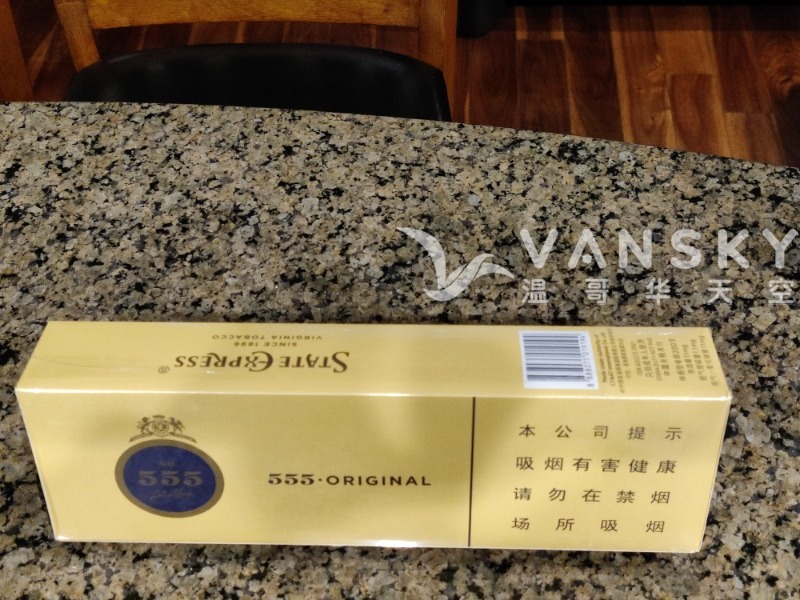 VANSKY
温哥华天空
STATE EXPRESS®
SINCE 1896
VIRGINIA TOBACCO
555
555·ORIGINAL
本公司提示
吸烟有害健康
请勿在禁烟
场所吸烟